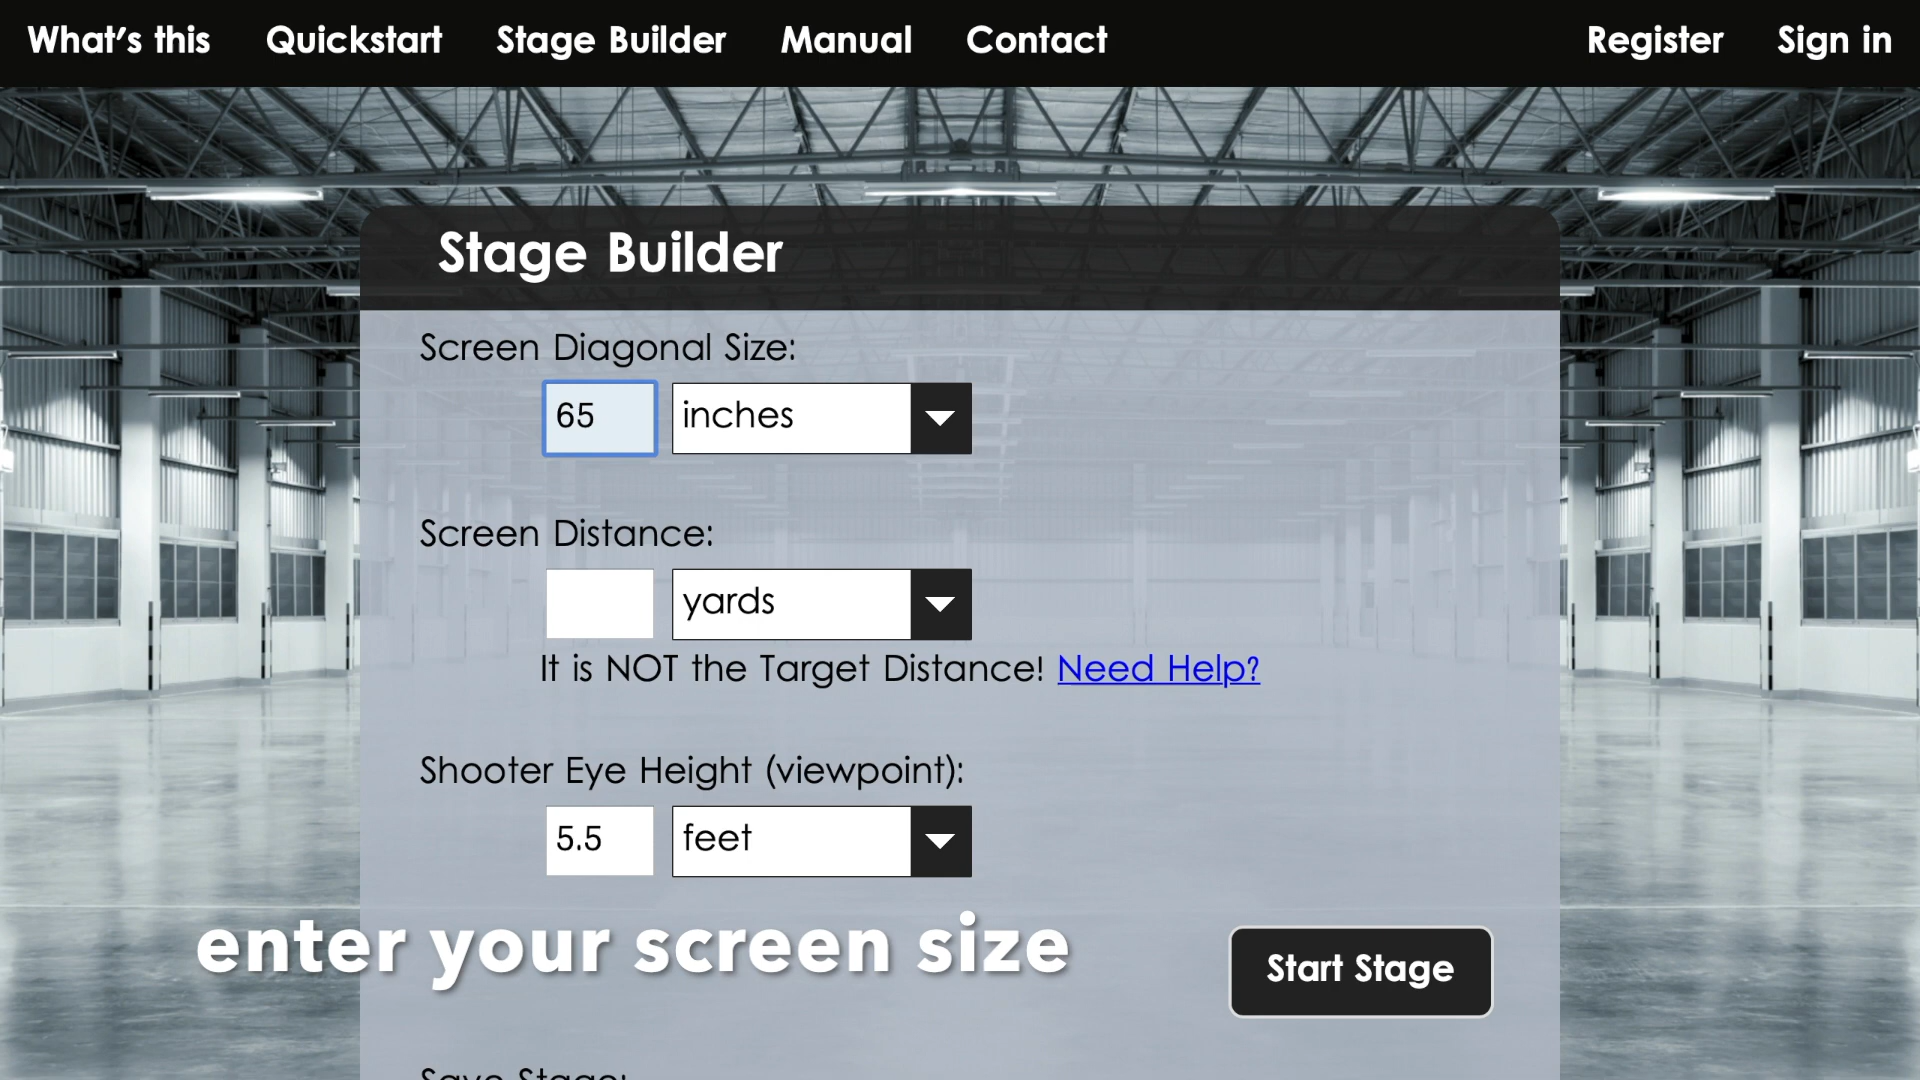 What's this Quickstart Stage Builder Manual Contact Register Sign in
Stage Builder
Screen Diagonal Size:
65 inches
Screen Distance:
yards
It is NOT the Target Distance! Need Help?
Shooter Eye Height (viewpoint):
5.5 feet
enter your screen size
Start Stage
Save Stage: